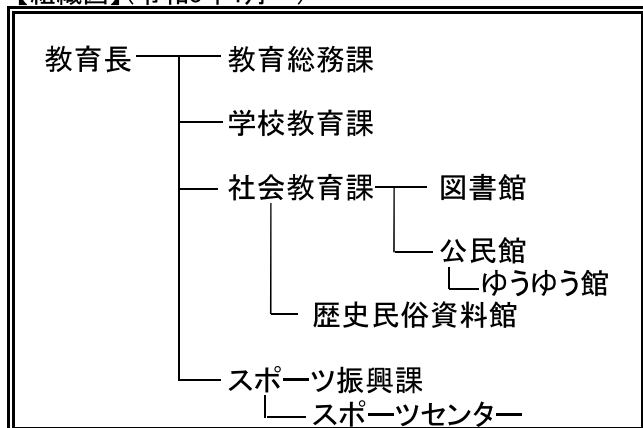 教育長 教育総務課
学校教育課
社会教育課 図書館
公民館
ゆうゆう館
歴史民俗資料館
スポーツ振興課
スポーツセンター